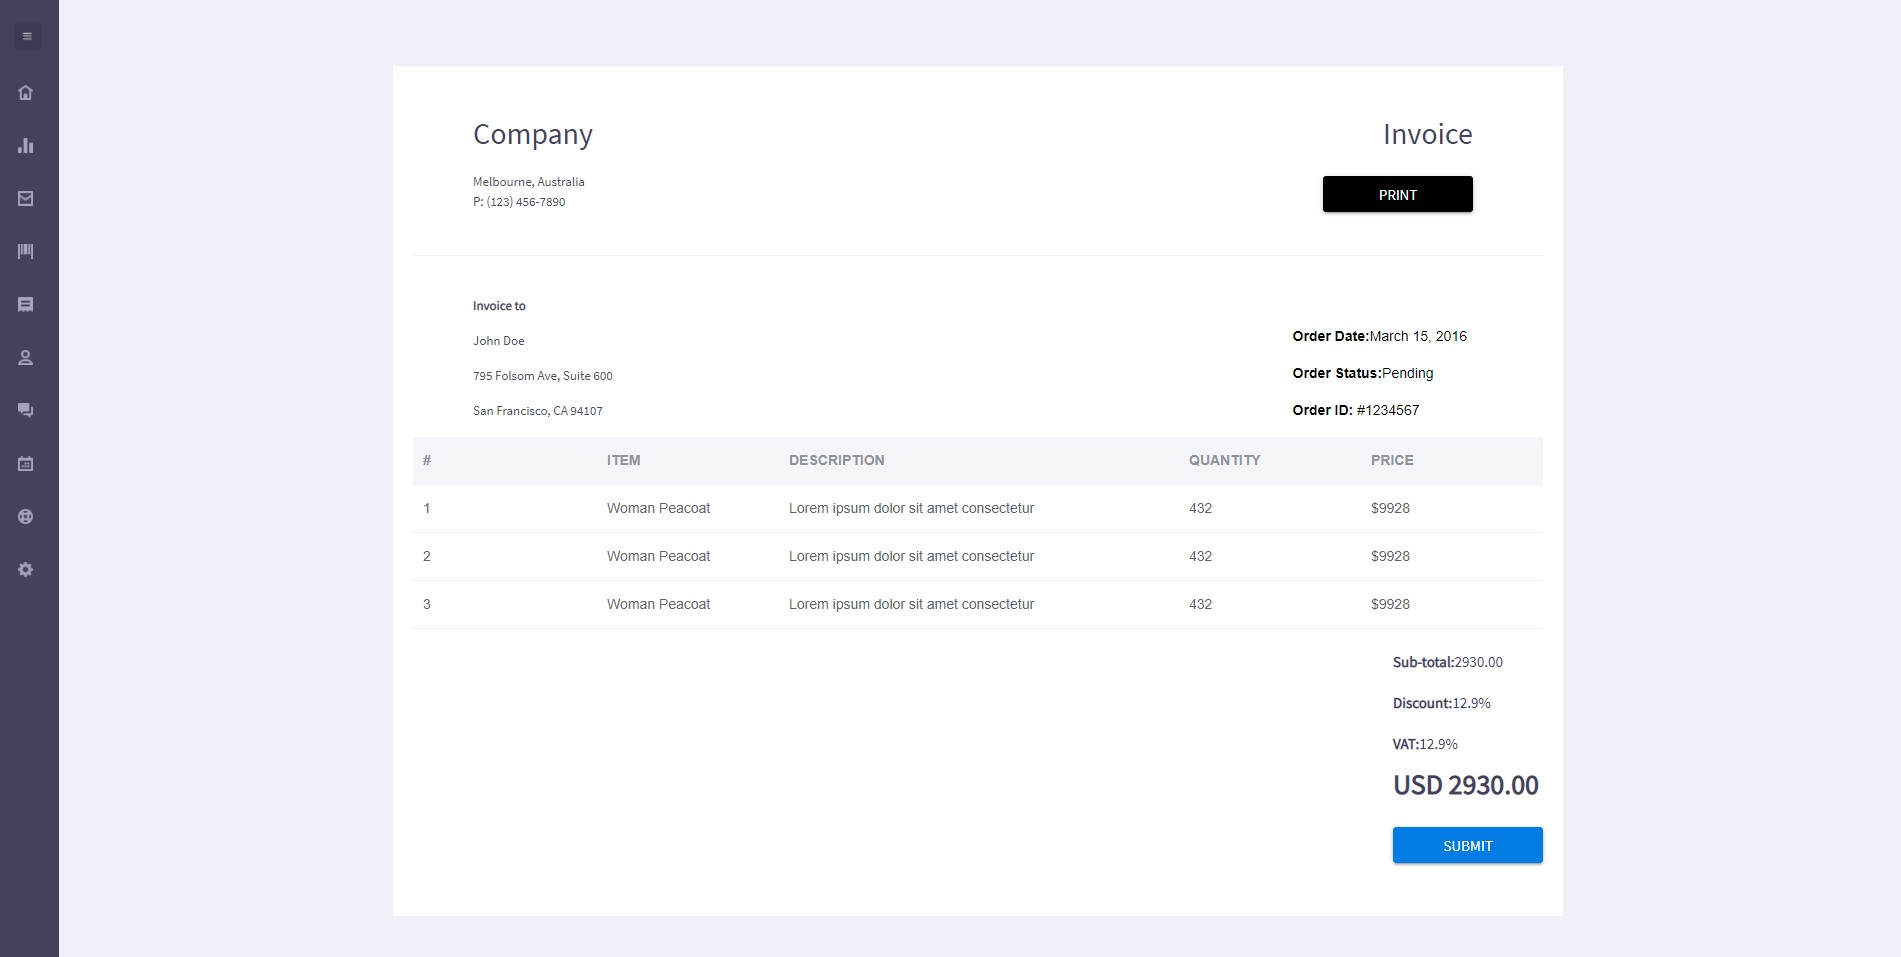 Company
Invoice
Melbourne, Australia
P: (123) 456-7890
PRINT
Invoice to
John Doe
795 Folsom Ave, Suite 600
San Francisco, CA 94107
Order Date:March 15, 2016
Order Status:Pending
Order ID: #1234567
# ITEM DESCRIPTION QUANTITY PRICE
1 Woman Peacoat Lorem ipsum dolor sit amet consectetur 432 $9928
2 Woman Peacoat Lorem ipsum dolor sit amet consectetur 432 $9928
3 Woman Peacoat Lorem ipsum dolor sit amet consectetur 432 $9928
Sub-total:2930.00
Discount:12.9%
VAT:12.9%
USD 2930.00
SUBMIT